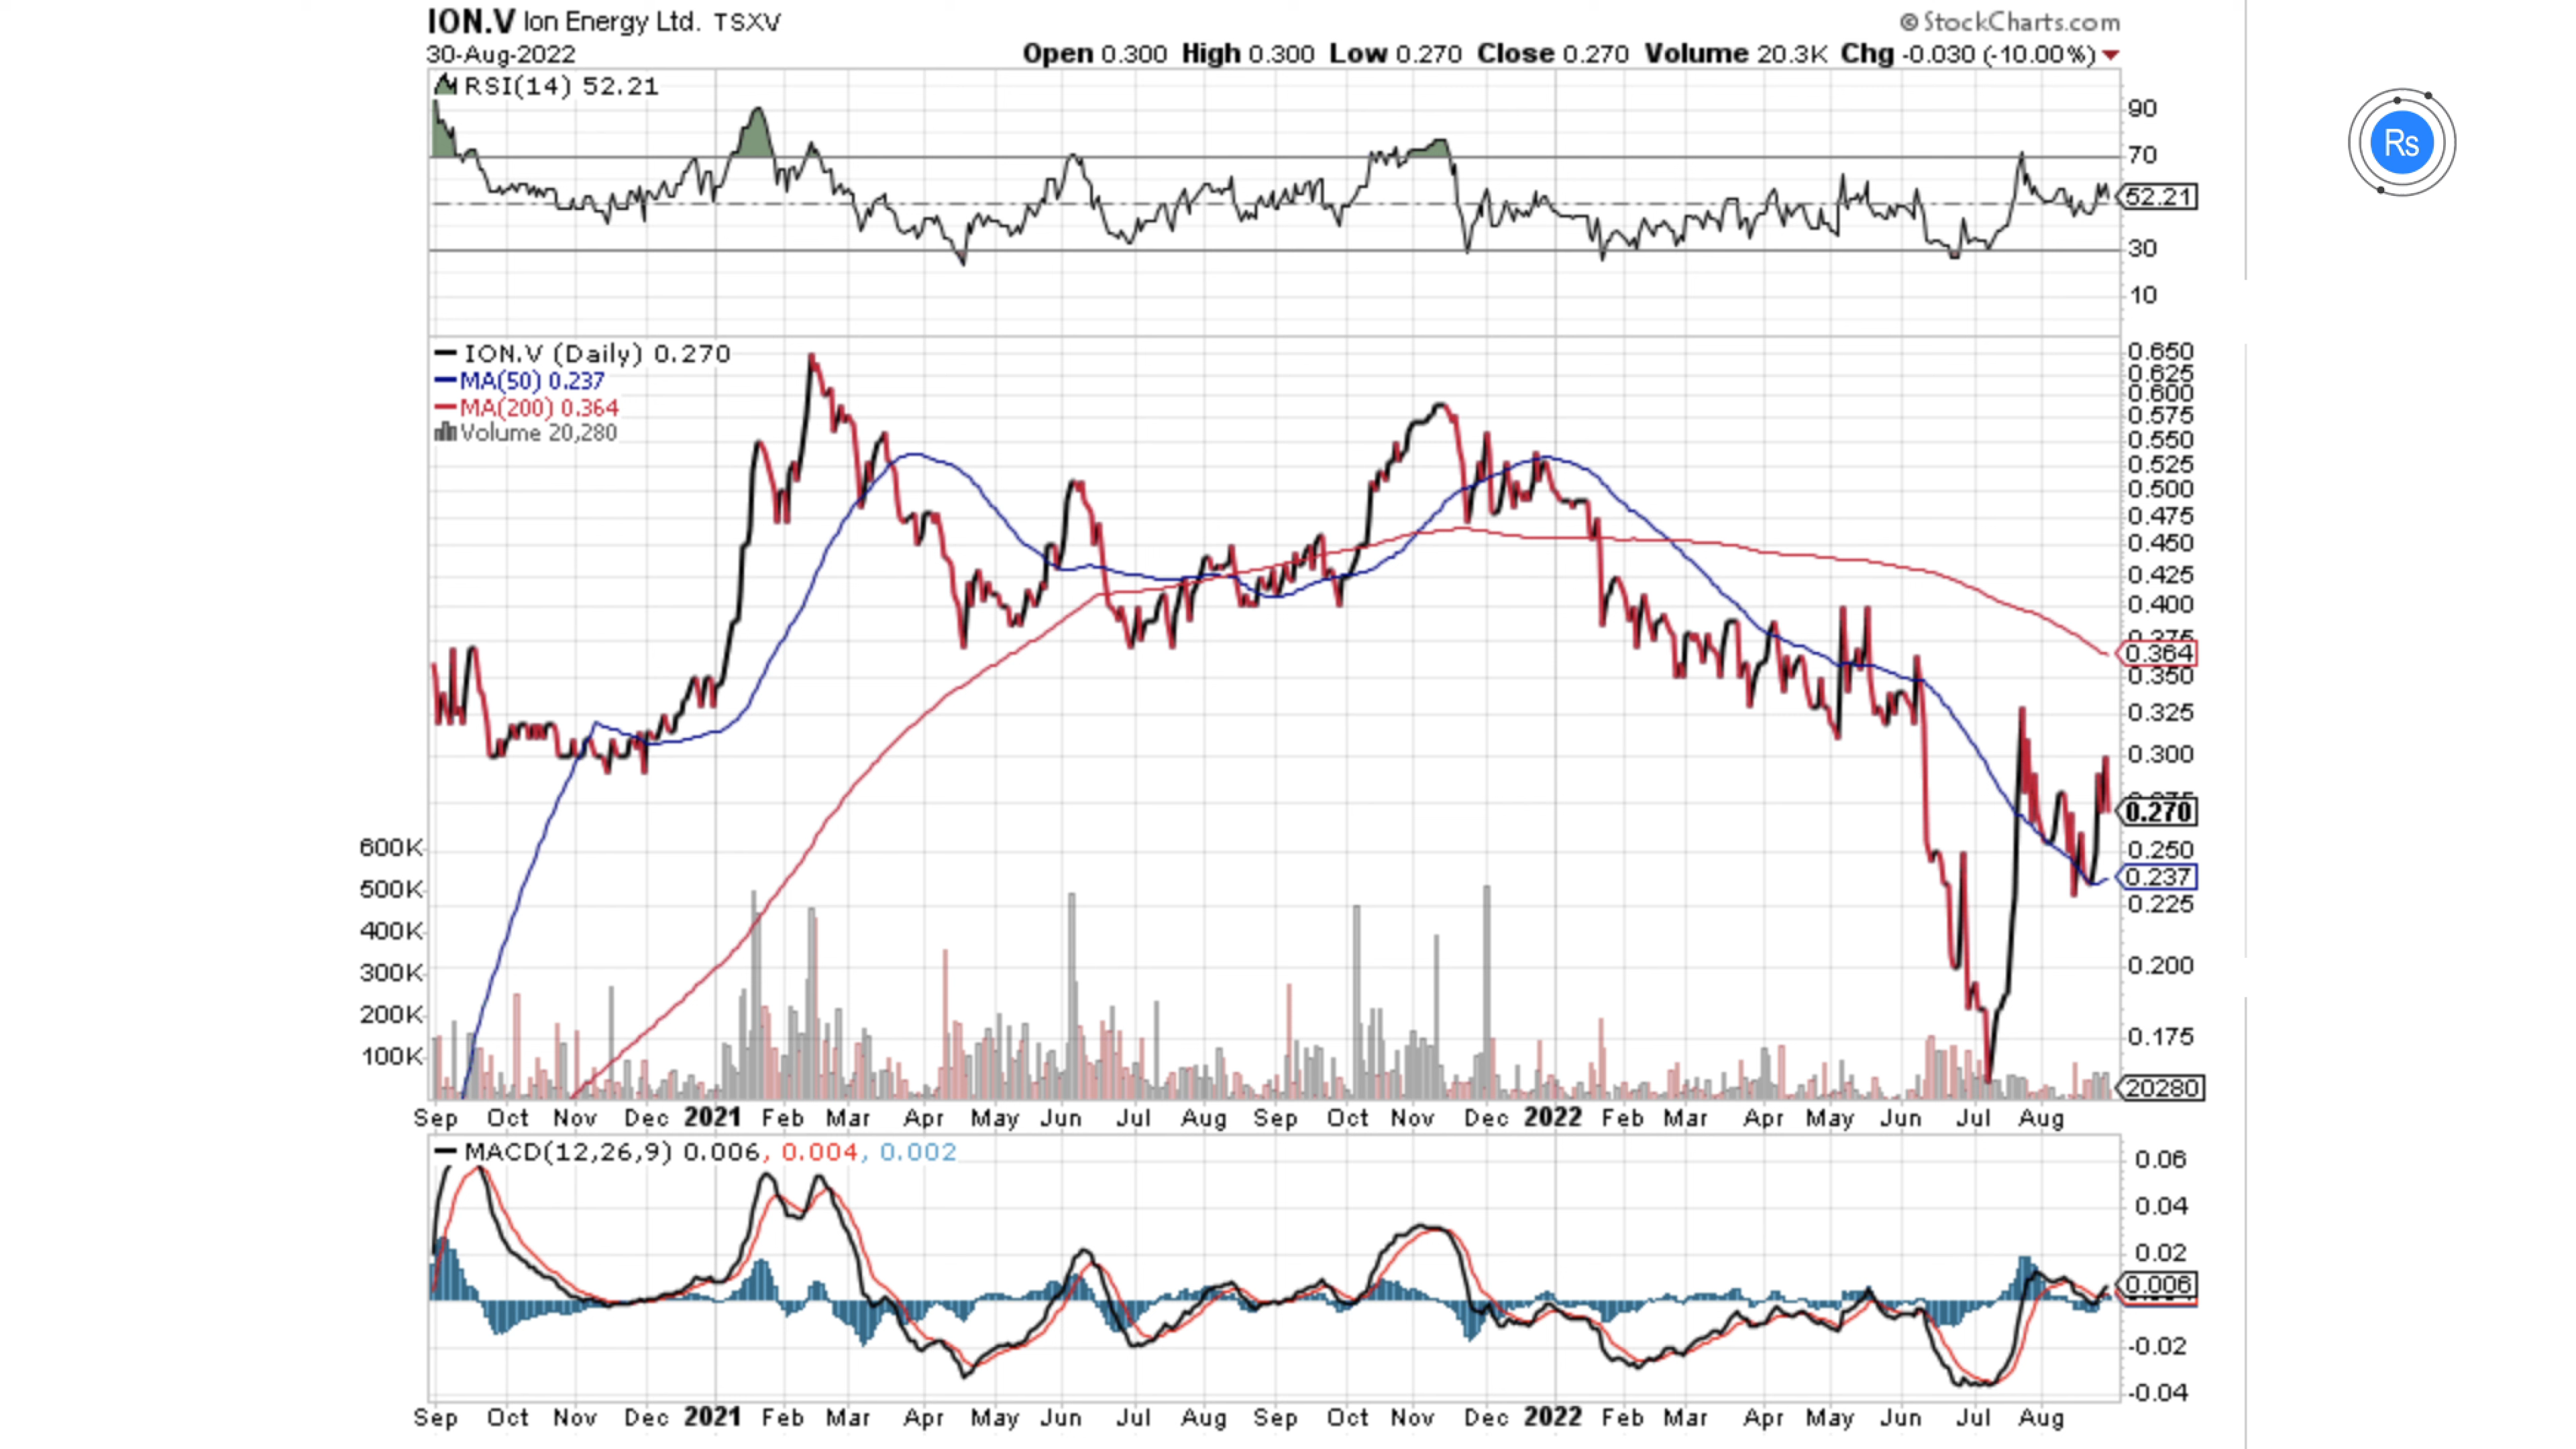 ION.V Ion Energy Ltd. TSXV
© StockCharts.com
30-Aug-2022
Open 0.300 High 0.300 Low 0.270 Close 0.270 Volume 20.3K Chg -0.030 (-10.00%)
RSI(14) 52.21
90
70
52.21
30
10
Rs
ION.V (Daily) 0.270
MA(50) 0.237
MA(200) 0.364
Volume 20,280
0.650
0.625
0.600
0.575
0.550
0.525
0.500
0.475
0.450
0.425
0.400
0.375
0.364
0.350
0.325
0.300
0.270
0.250
0.237
0.225
0.200
0.175
20280
600K
500K
400K
300K
200K
100K
Sep Oct Nov Dec 2021 Feb Mar Apr May Jun Jul Aug Sep Oct Nov Dec 2022 Feb Mar Apr May Jun Jul Aug
MACD(12,26,9) 0.006, 0.004, 0.002
0.06
0.04
0.02
0.006
-0.02
-0.04
Sep Oct Nov Dec 2021 Feb Mar Apr May Jun Jul Aug Sep Oct Nov Dec 2022 Feb Mar Apr May Jun Jul Aug